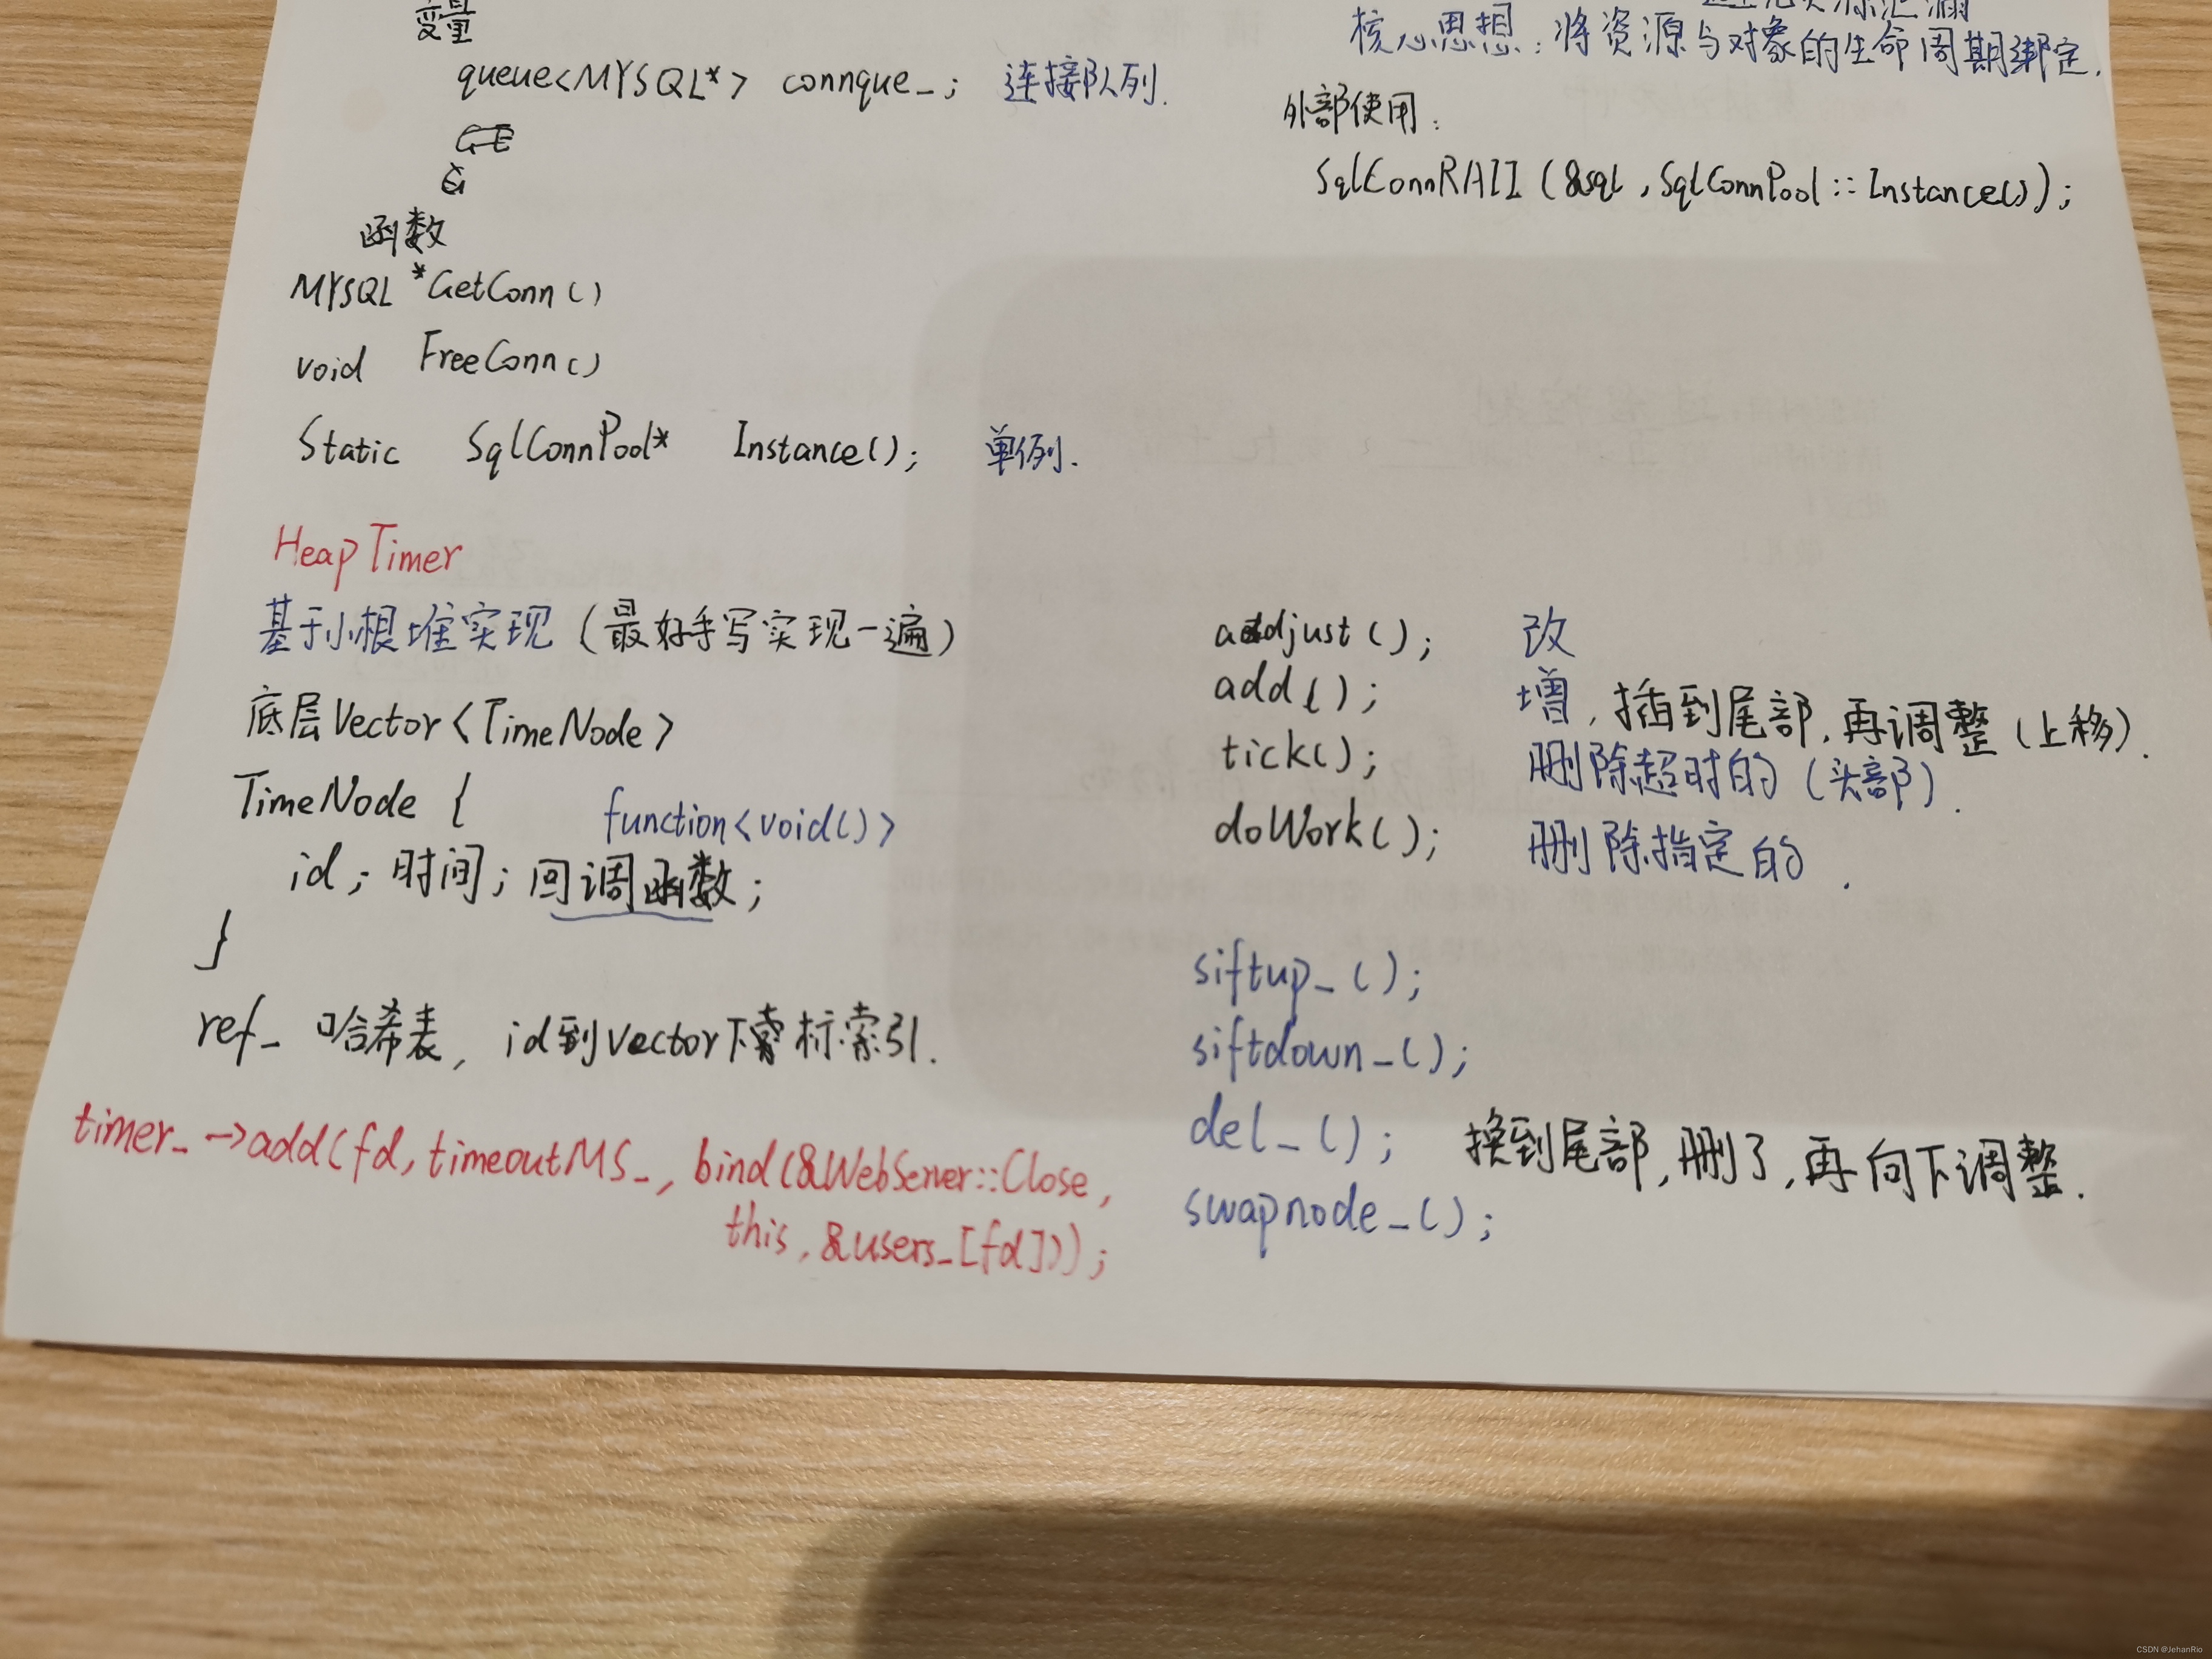 变量
queue<MYSQL*> connque_; 连接队列.
函数
MYSQL *GetConn()
void FreeConn()
Static SqlConnPool* Instance(); 单例.
核心思想:将资源与对象的生命周期绑定.
外部使用:
SqlConnRAII(&sql, SqlConnPool::Instance());
HeapTimer
基于小根堆实现(最好手写实现一遍)
底层Vector<TimeNode>
TimeNode {
function<void()>
id; 时间; 回调函数;
}
ref_ 哈希表, id到vector下标索引.
timer_->add(fd, timeoutMS_, bind(&WebServer::Close,
this, &users_[fd]));
adjust(); 改
add(); 增,插到尾部,再调整(上移).
tick(); 删除超时的(头部).
doWork(); 删除指定的.
siftup_();
siftdown_();
del_(); 换到尾部,删了,再向下调整.
swapnode_();
CSDN @JehanRio